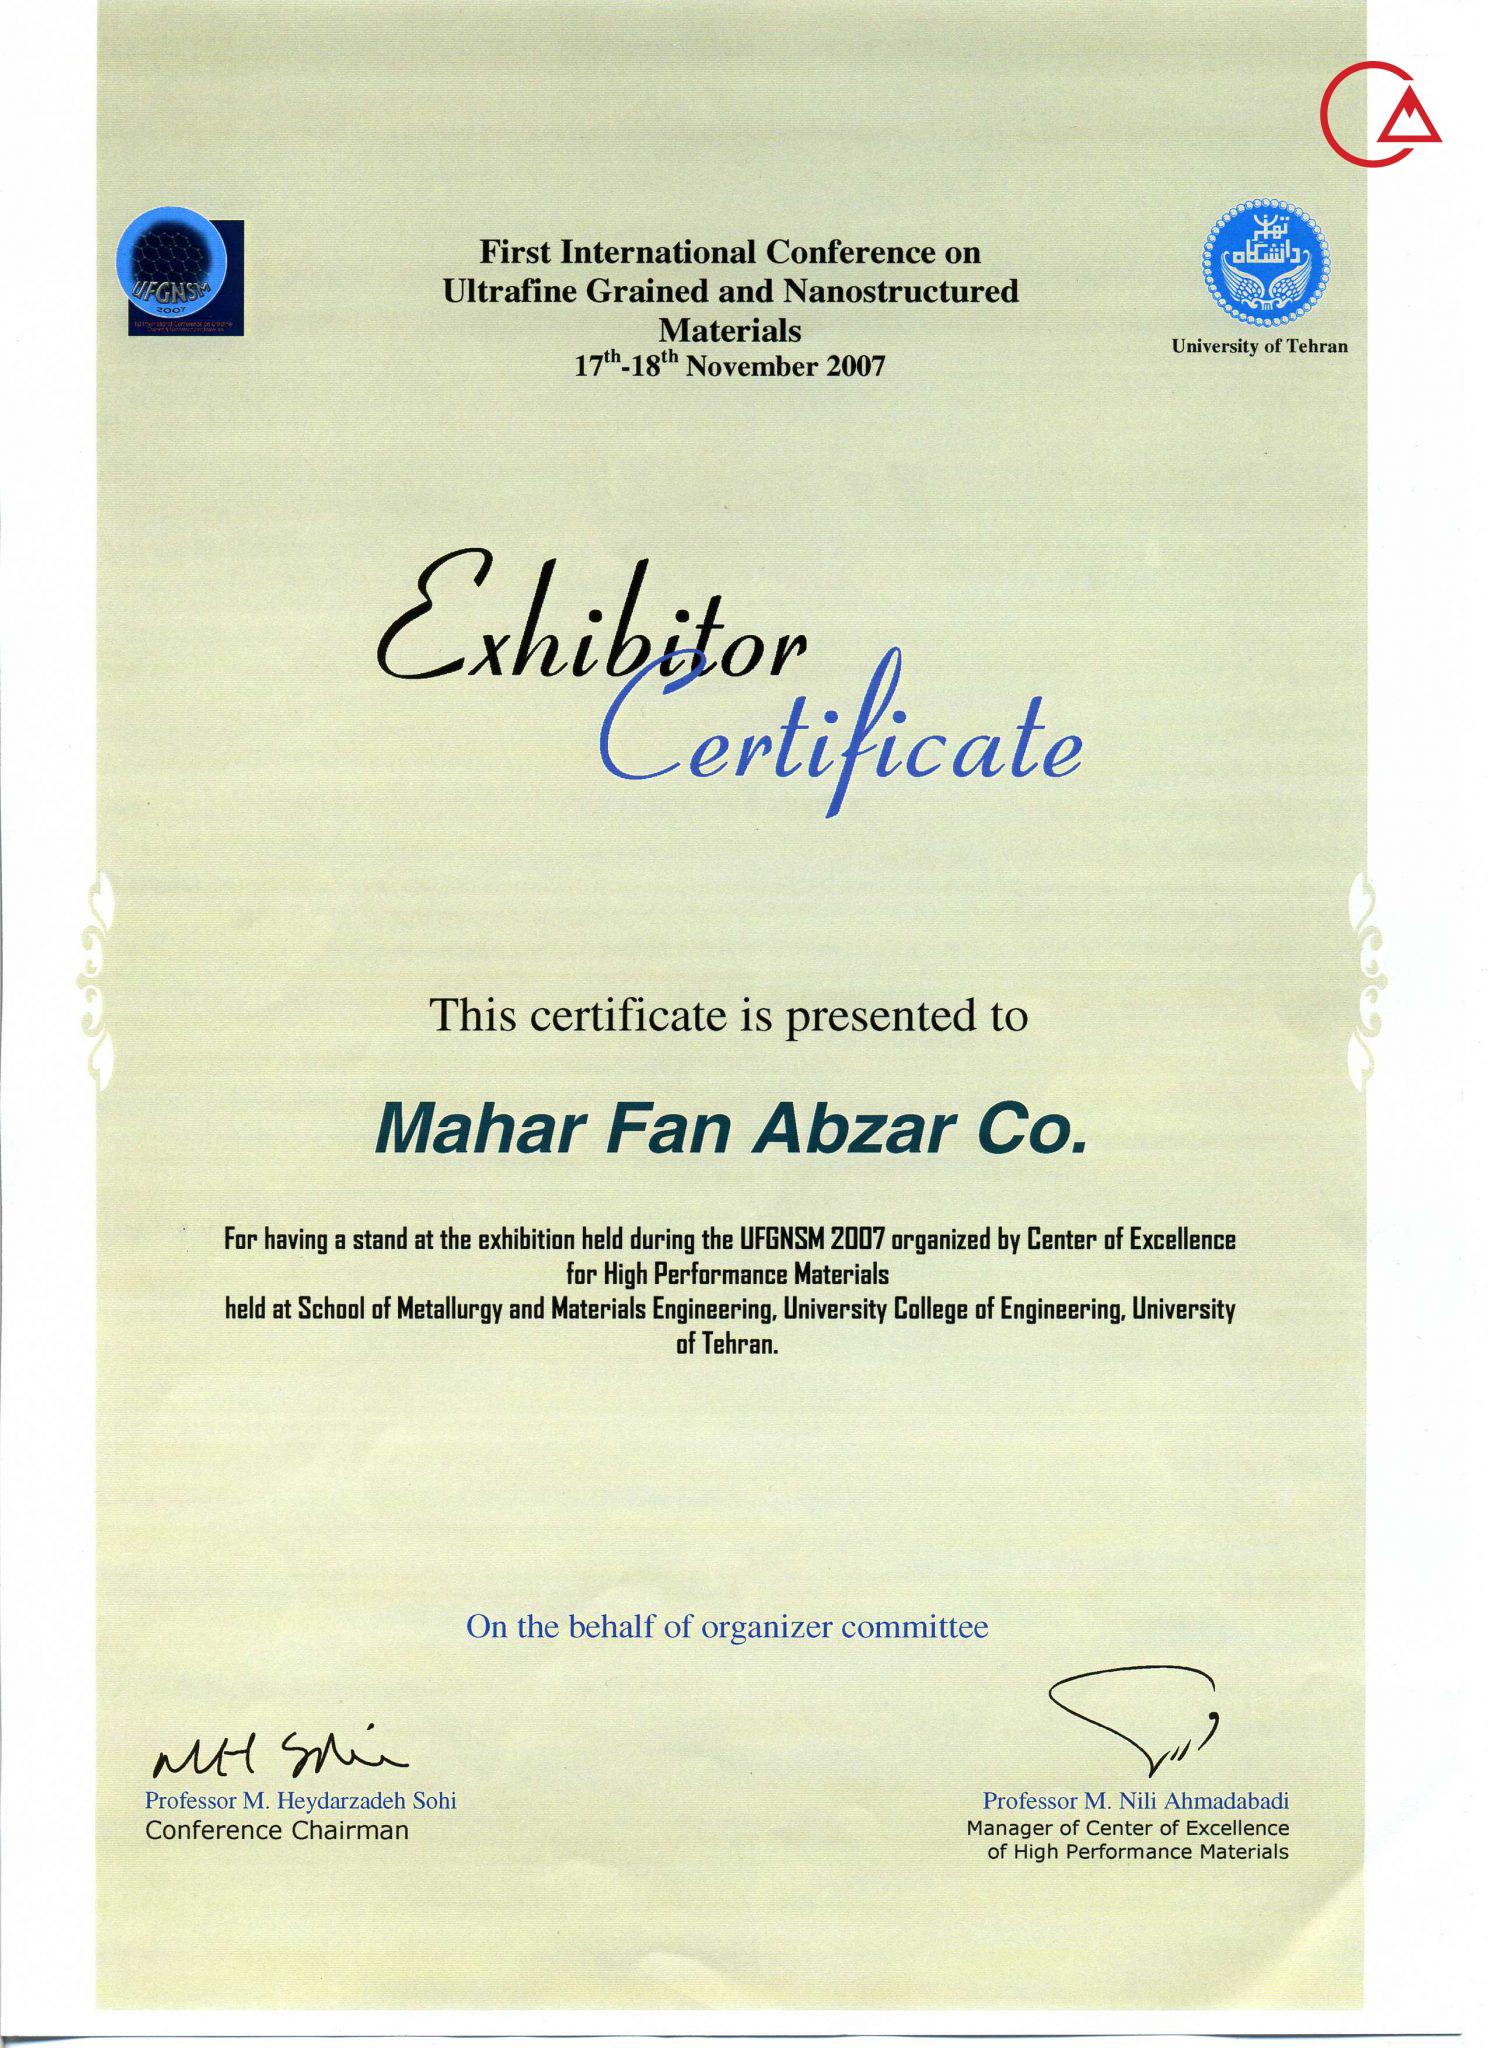 First International Conference on
Ultrafine Grained and Nanostructured
Materials
17th-18th November 2007
UFGNSM
2007
دانشگاه
تهران
University of Tehran
Exhibitor
Certificate
This certificate is presented to
Mahar Fan Abzar Co.
For having a stand at the exhibition held during the UFGNSM 2007 organized by Center of Excellence
for High Performance Materials
held at School of Metallurgy and Materials Engineering, University College of Engineering, University
of Tehran.
On the behalf of organizer committee
MH Sohi
Professor M. Heydarzadeh Sohi
Conference Chairman
Professor M. Nili Ahmadabadi
Manager of Center of Excellence
of High Performance Materials